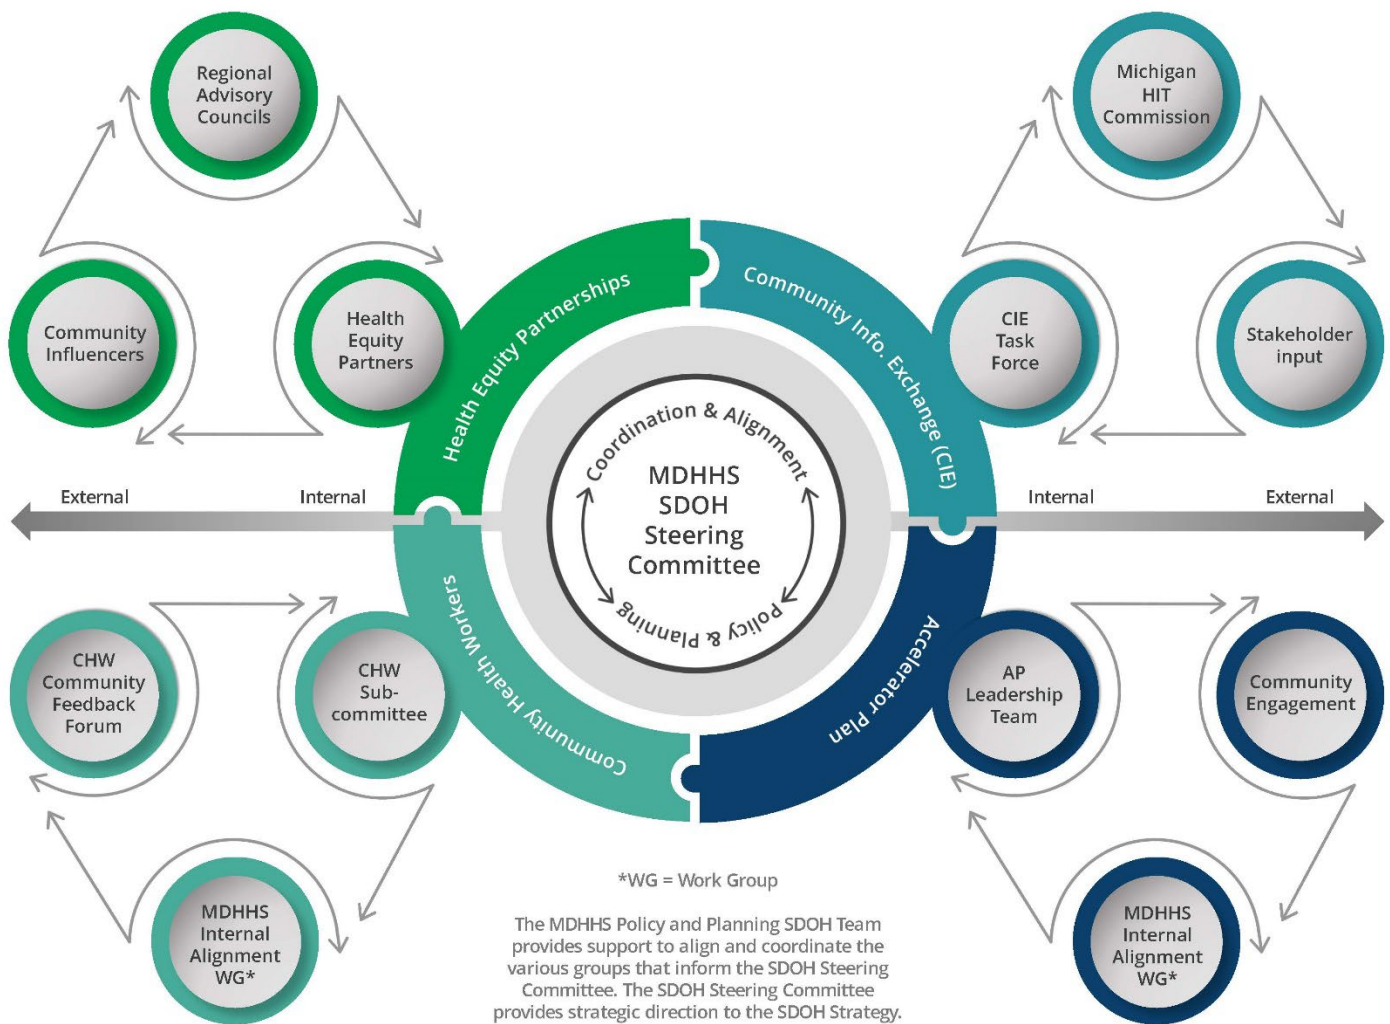 Regional
Advisory
Councils
Community
Influencers
Health
Equity
Partners
Michigan
HIT
Commission
CIE
Task
Force
Stakeholder
input
Health Equity Partnerships
Community Info. Exchange (CIE)
Coordination & Alignment
MDHHS
SDOH
Steering
Committee
Policy & Planning
External
Internal
Internal
External
Community Health Workers
Accelerator Plan
CHW
Community
Feedback
Forum
CHW
Sub-
committee
MDHHS
Internal
Alignment
WG*
AP
Leadership
Team
Community
Engagement
MDHHS
Internal
Alignment
WG*
*WG = Work Group
The MDHHS Policy and Planning SDOH Team
provides support to align and coordinate the
various groups that inform the SDOH Steering
Committee. The SDOH Steering Committee
provides strategic direction to the SDOH Strategy.